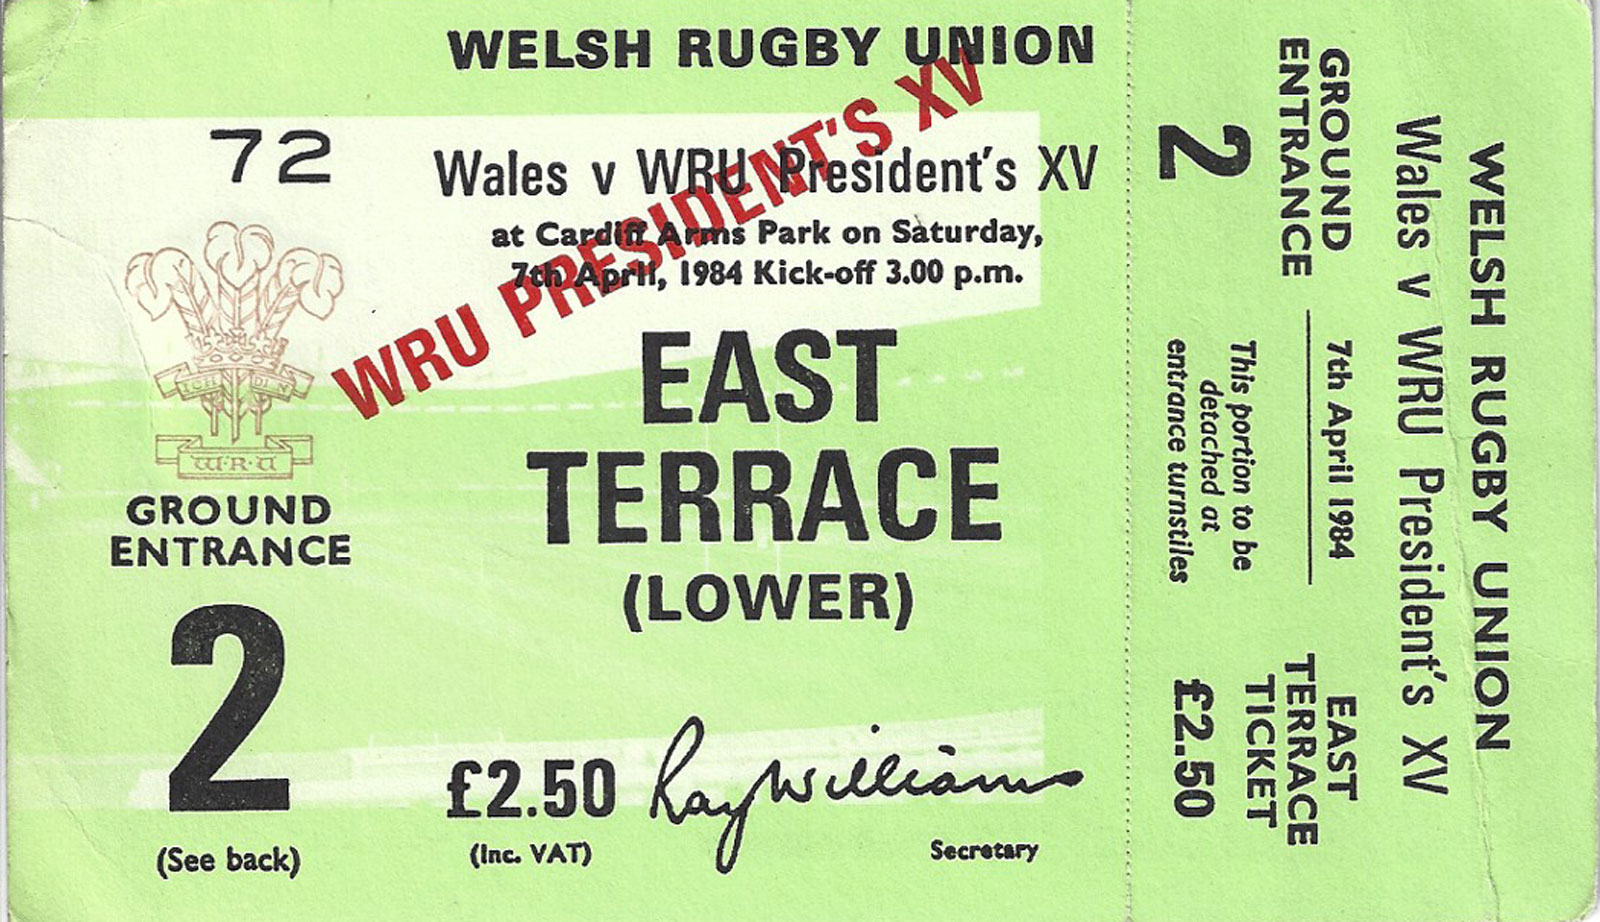 WELSH RUGBY UNION
72
WRU PRESIDENT'S XV
Wales v WRU President's XV
at Cardiff Arms Park on Saturday,
7th April, 1984 Kick-off 3.00 p.m.
ICH DIEN
W·R·U
EAST
TERRACE
(LOWER)
GROUND
ENTRANCE
2
(See back)
£2.50
(Inc. VAT)
Ray Williams
Secretary
WELSH RUGBY UNION
Wales v WRU President's XV
GROUND
ENTRANCE
2
7th April 1984
This portion to be
detached at
entrance turnstiles
EAST
TERRACE
TICKET
£2.50